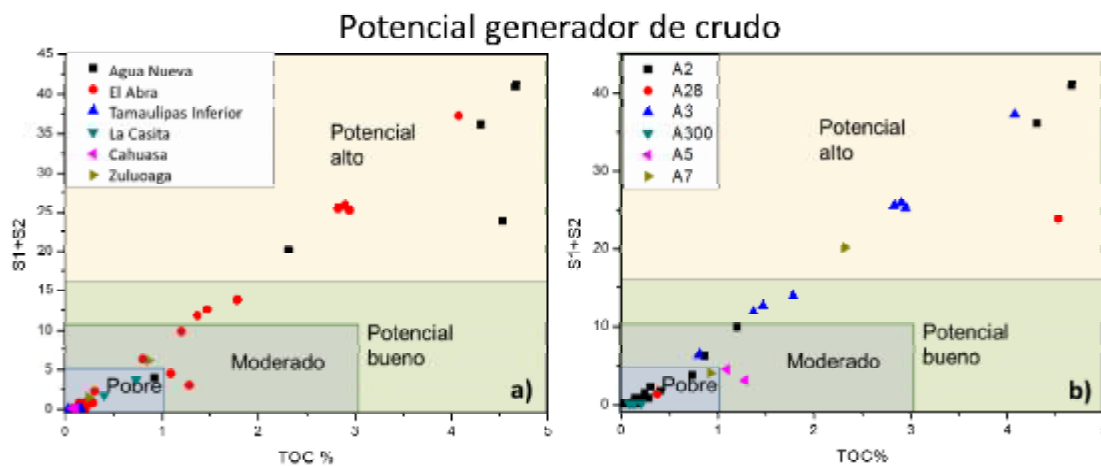 Potencial generador de crudo
45
40
35
30
25
20
15
10
5
0
S1+S2
Agua Nueva
El Abra
Tamaulipas Inferior
La Casita
Cahuasa
Zuluoaga
Potencial
alto
Potencial
bueno
Moderado
Pobre
a)
0
1
2
3
4
5
TOC %
40
30
20
10
0
S1+S2
A2
A28
A3
A300
A5
A7
Potencial
alto
Potencial
bueno
Moderado
Pobre
b)
0
1
2
3
4
5
TOC%